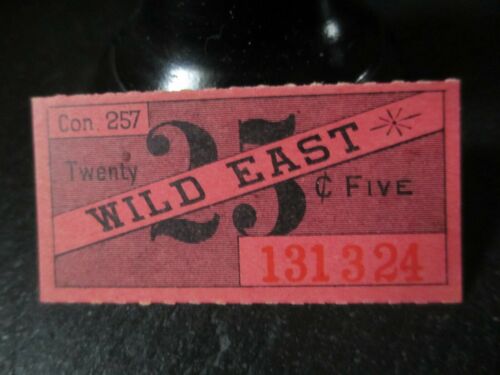 Con. 257
Twenty
25
WILD EAST
¢ FIVE
131324